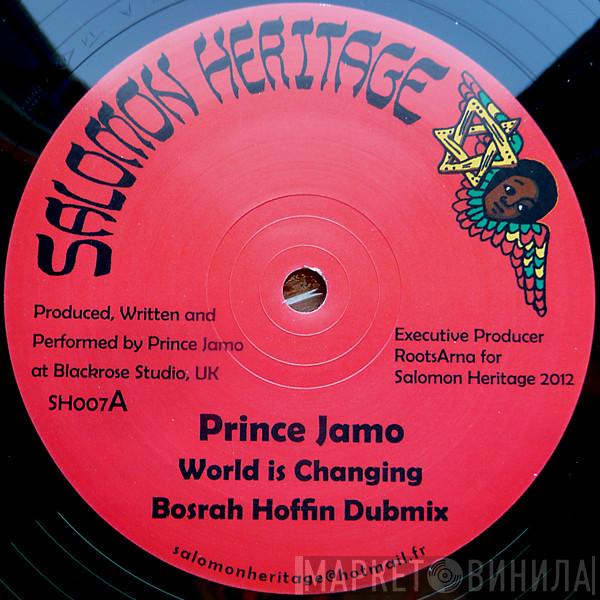 SALOMON HERITAGE
Produced, Written and
Performed by Prince Jamo
at Blackrose Studio, UK
SH007A
Executive Producer
RootsArna for
Salomon Heritage 2012
Prince Jamo
World is Changing
Bosrah Hoffin Dubmix
salomonheritage@hotmail.fr
МАРКЕТ ВИНИЛА